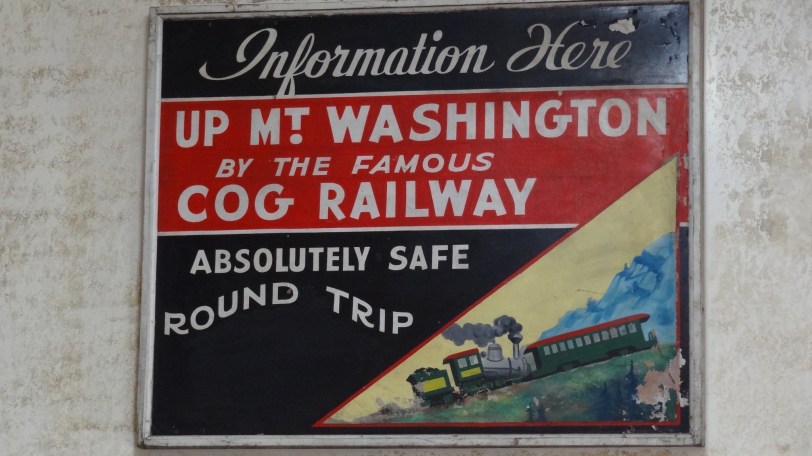 Information Here
UP MT. WASHINGTON
BY THE FAMOUS
COG RAILWAY
ABSOLUTELY SAFE
ROUND TRIP